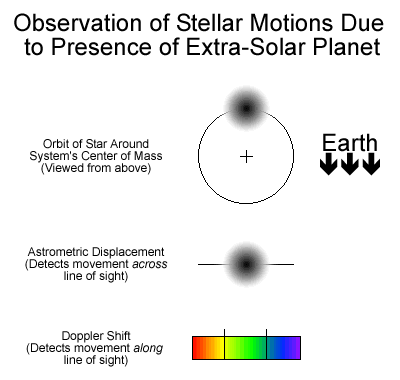 Observation of Stellar Motions Due
to Presence of Extra-Solar Planet
Orbit of Star Around
System's Center of Mass
(Viewed from above)
Earth
Astrometric Displacement
(Detects movement across
line of sight)
Doppler Shift
(Detects movement along
line of sight)